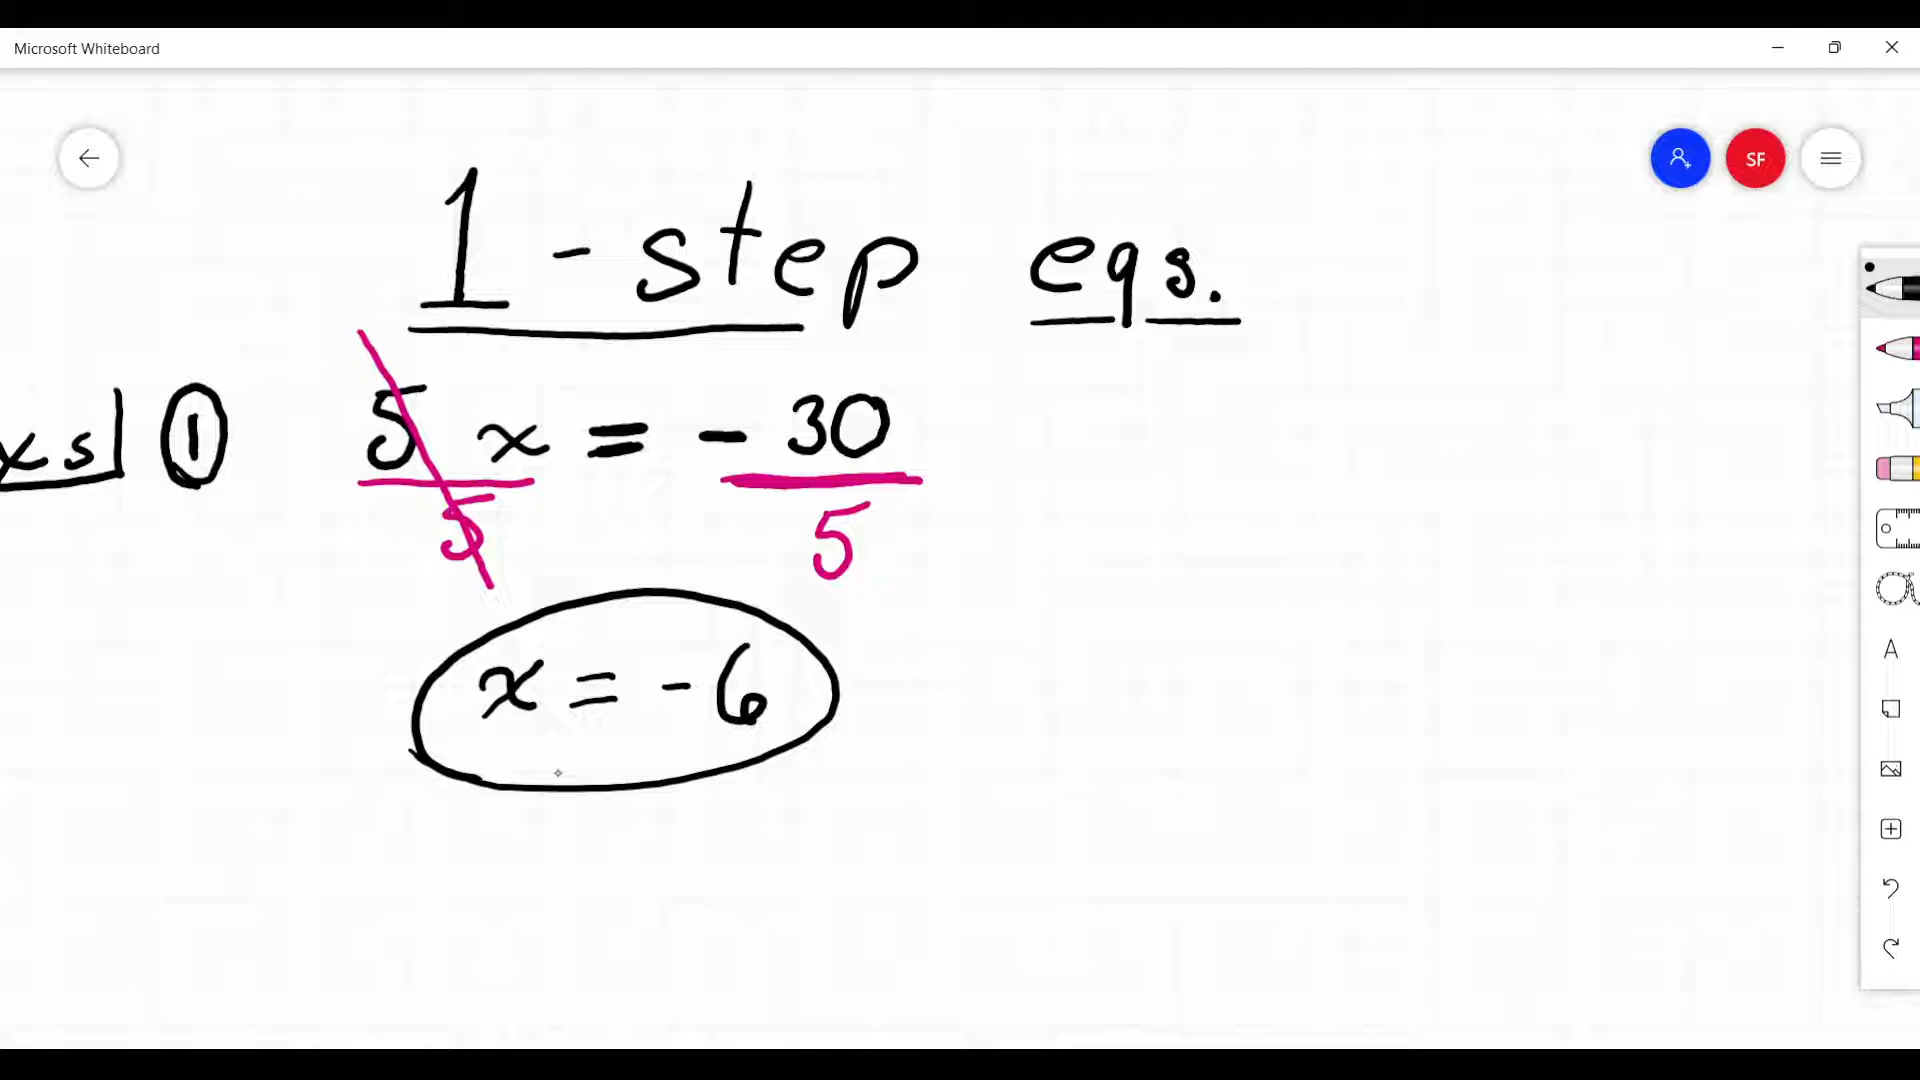 Microsoft Whiteboard
SF
1 - step eqs.
xs] ① 5x = - 30
5 5
x = - 6